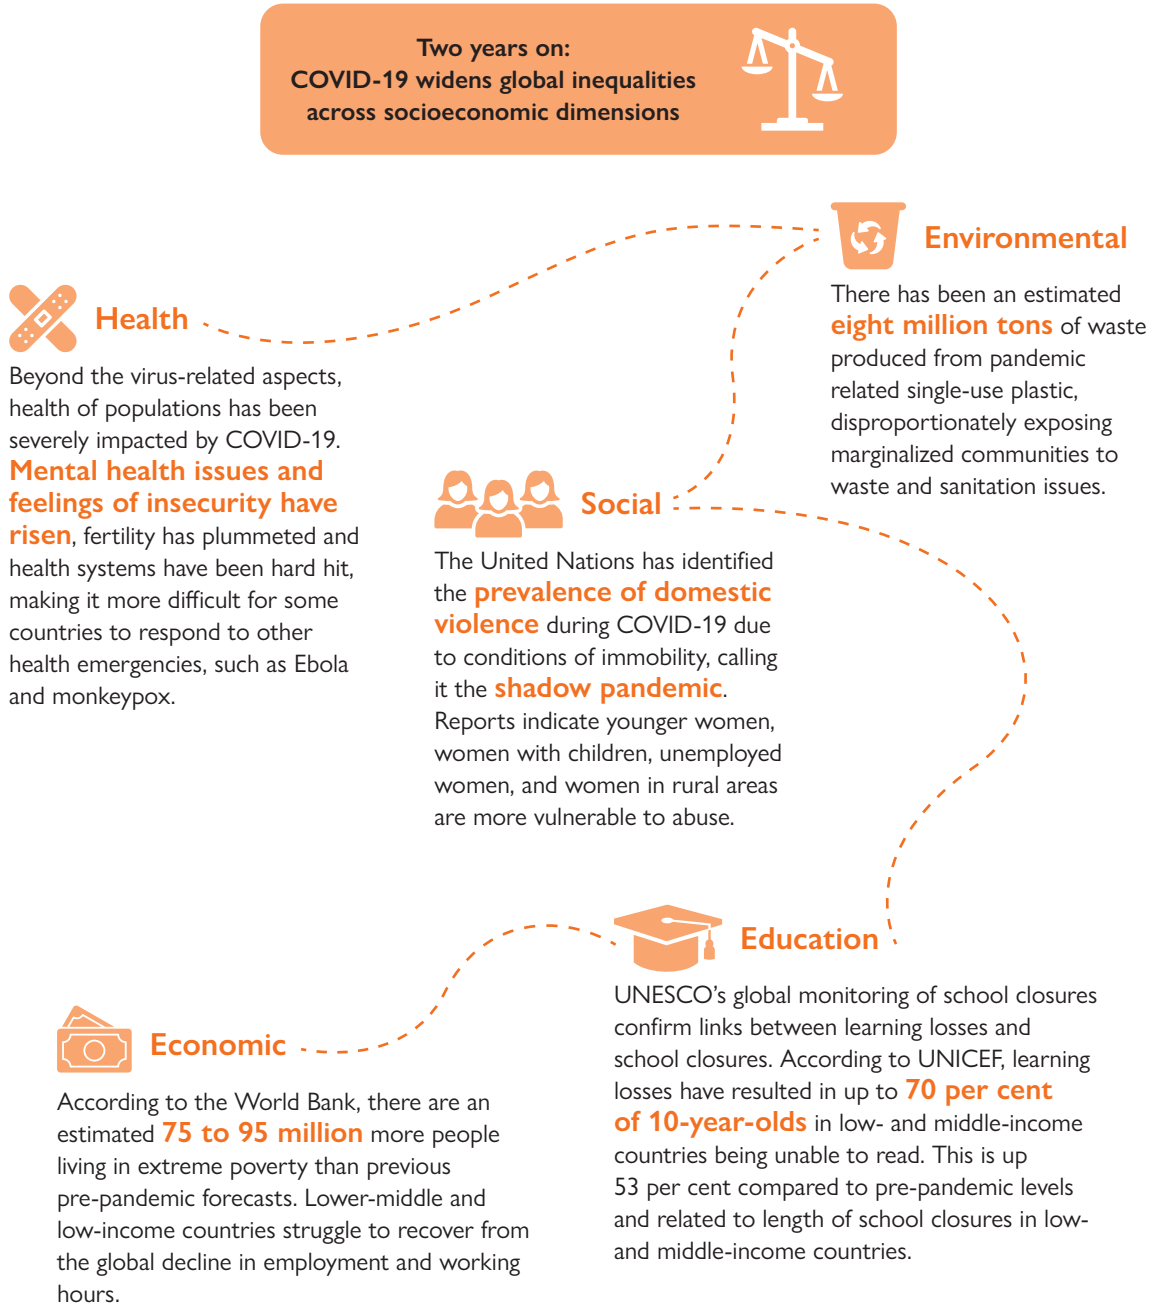 Two years on:
COVID-19 widens global inequalities
across socioeconomic dimensions
Health
Beyond the virus-related aspects,
health of populations has been
severely impacted by COVID-19.
Mental health issues and
feelings of insecurity have
risen, fertility has plummeted and
health systems have been hard hit,
making it more difficult for some
countries to respond to other
health emergencies, such as Ebola
and monkeypox.
Environmental
There has been an estimated
eight million tons of waste
produced from pandemic
related single-use plastic,
disproportionately exposing
marginalized communities to
waste and sanitation issues.
Social
The United Nations has identified
the prevalence of domestic
violence during COVID-19 due
to conditions of immobility, calling
it the shadow pandemic.
Reports indicate younger women,
women with children, unemployed
women, and women in rural areas
are more vulnerable to abuse.
Education
UNESCO’s global monitoring of school closures
confirm links between learning losses and
school closures. According to UNICEF, learning
losses have resulted in up to 70 per cent
of 10-year-olds in low- and middle-income
countries being unable to read. This is up
53 per cent compared to pre-pandemic levels
and related to length of school closures in low-
and middle-income countries.
Economic
According to the World Bank, there are an
estimated 75 to 95 million more people
living in extreme poverty than previous
pre-pandemic forecasts. Lower-middle and
low-income countries struggle to recover from
the global decline in employment and working
hours.